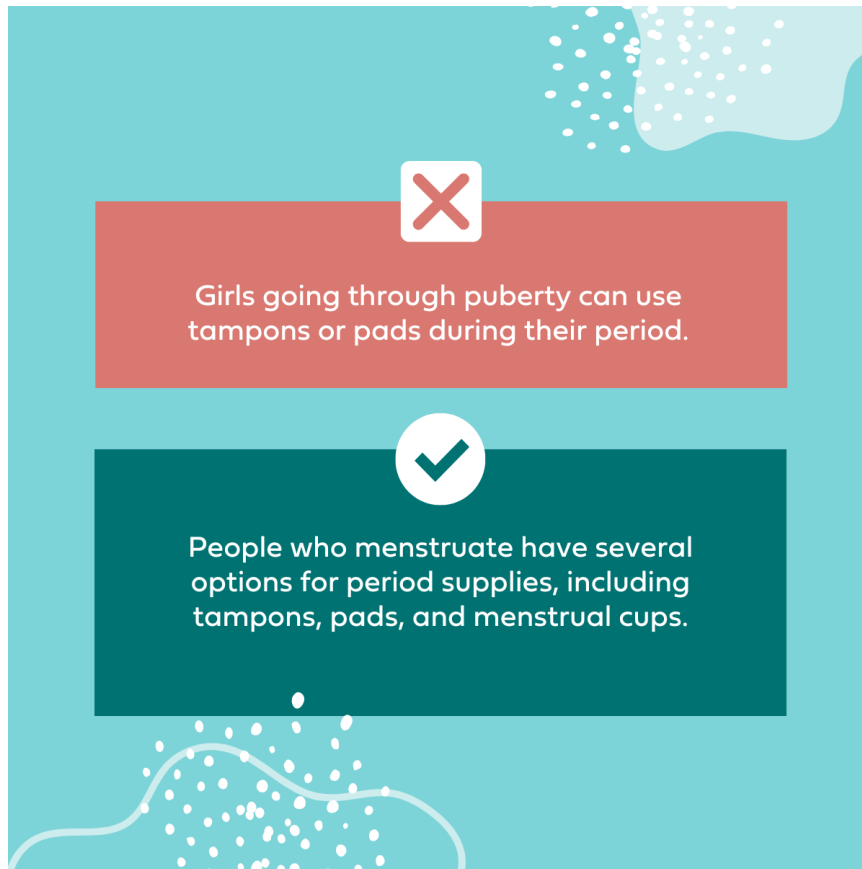 Girls going through puberty can use
tampons or pads during their period.
People who menstruate have several
options for period supplies, including
tampons, pads, and menstrual cups.